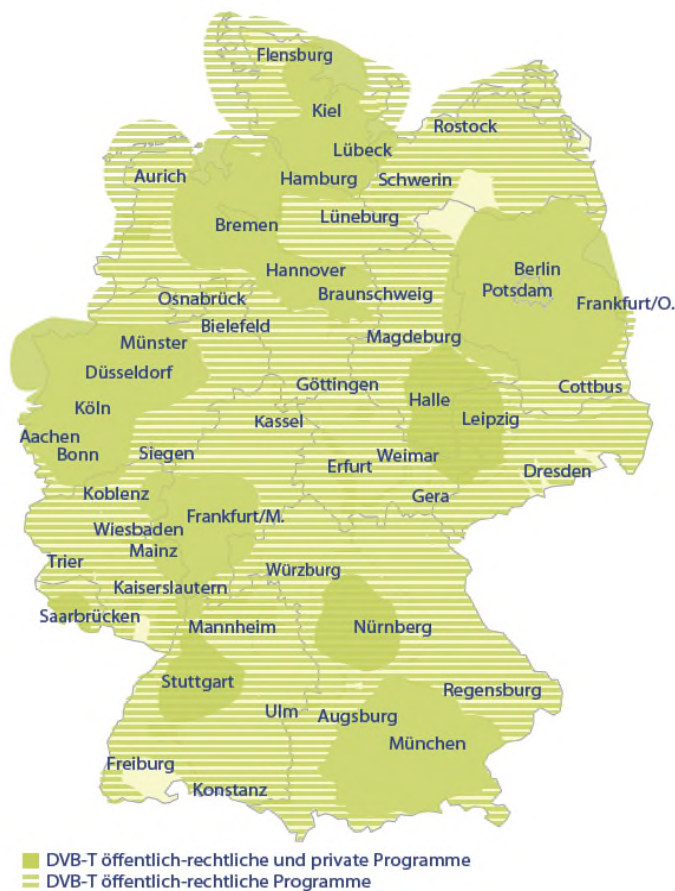 Flensburg
Kiel
Rostock
Lübeck
Aurich
Hamburg
Schwerin
Lüneburg
Bremen
Hannover
Berlin
Osnabrück
Braunschweig
Potsdam
Frankfurt/O.
Bielefeld
Magdeburg
Münster
Düsseldorf
Göttingen
Cottbus
Halle
Köln
Kassel
Leipzig
Aachen
Bonn
Siegen
Erfurt
Weimar
Dresden
Koblenz
Gera
Frankfurt/M.
Wiesbaden
Mainz
Trier
Würzburg
Kaiserslautern
Saarbrücken
Mannheim
Nürnberg
Stuttgart
Regensburg
Ulm
Augsburg
München
Freiburg
Konstanz
DVB-T öffentlich-rechtliche und private Programme
DVB-T öffentlich-rechtliche Programme